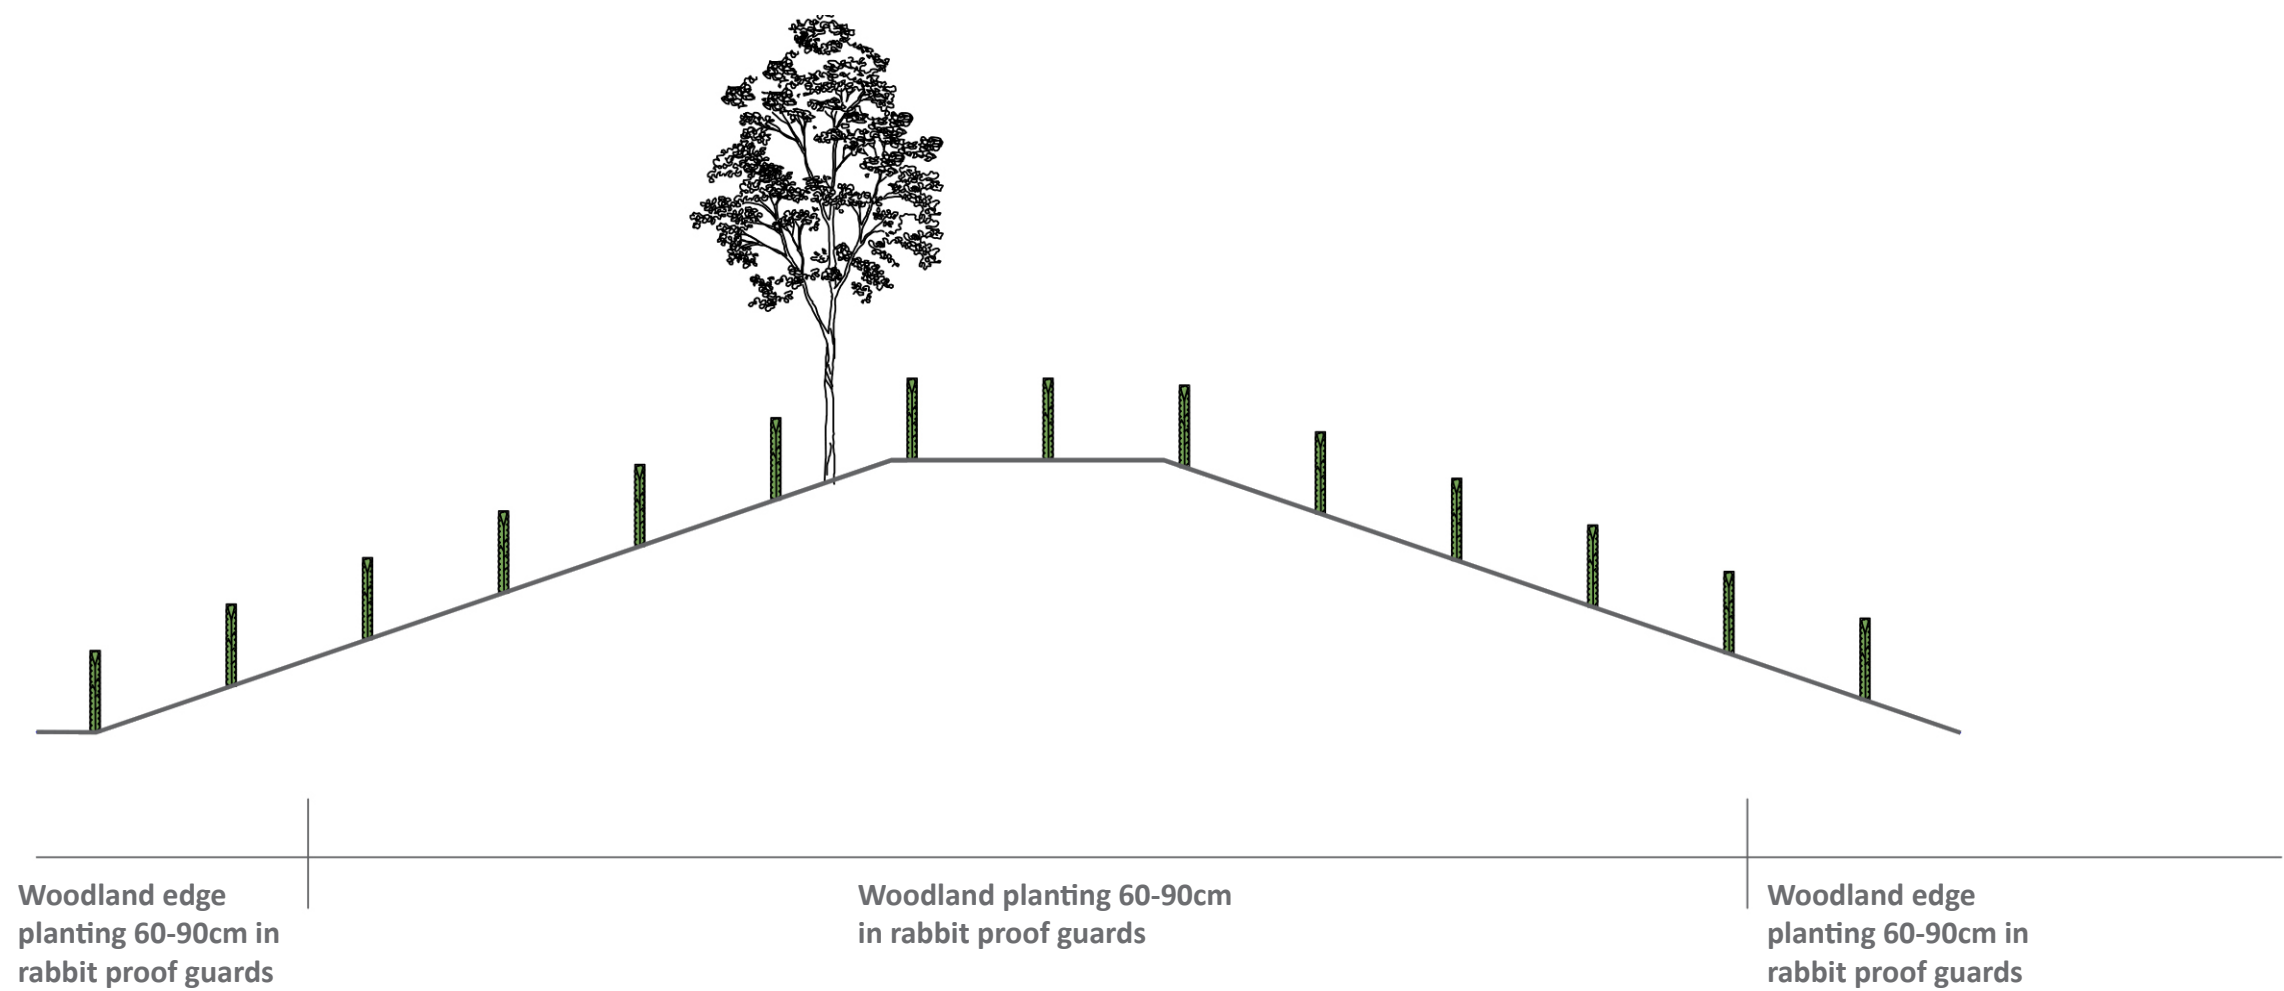 Woodland edge
planting 60-90cm in
rabbit proof guards
Woodland planting 60-90cm
in rabbit proof guards
Woodland edge
planting 60-90cm in
rabbit proof guards